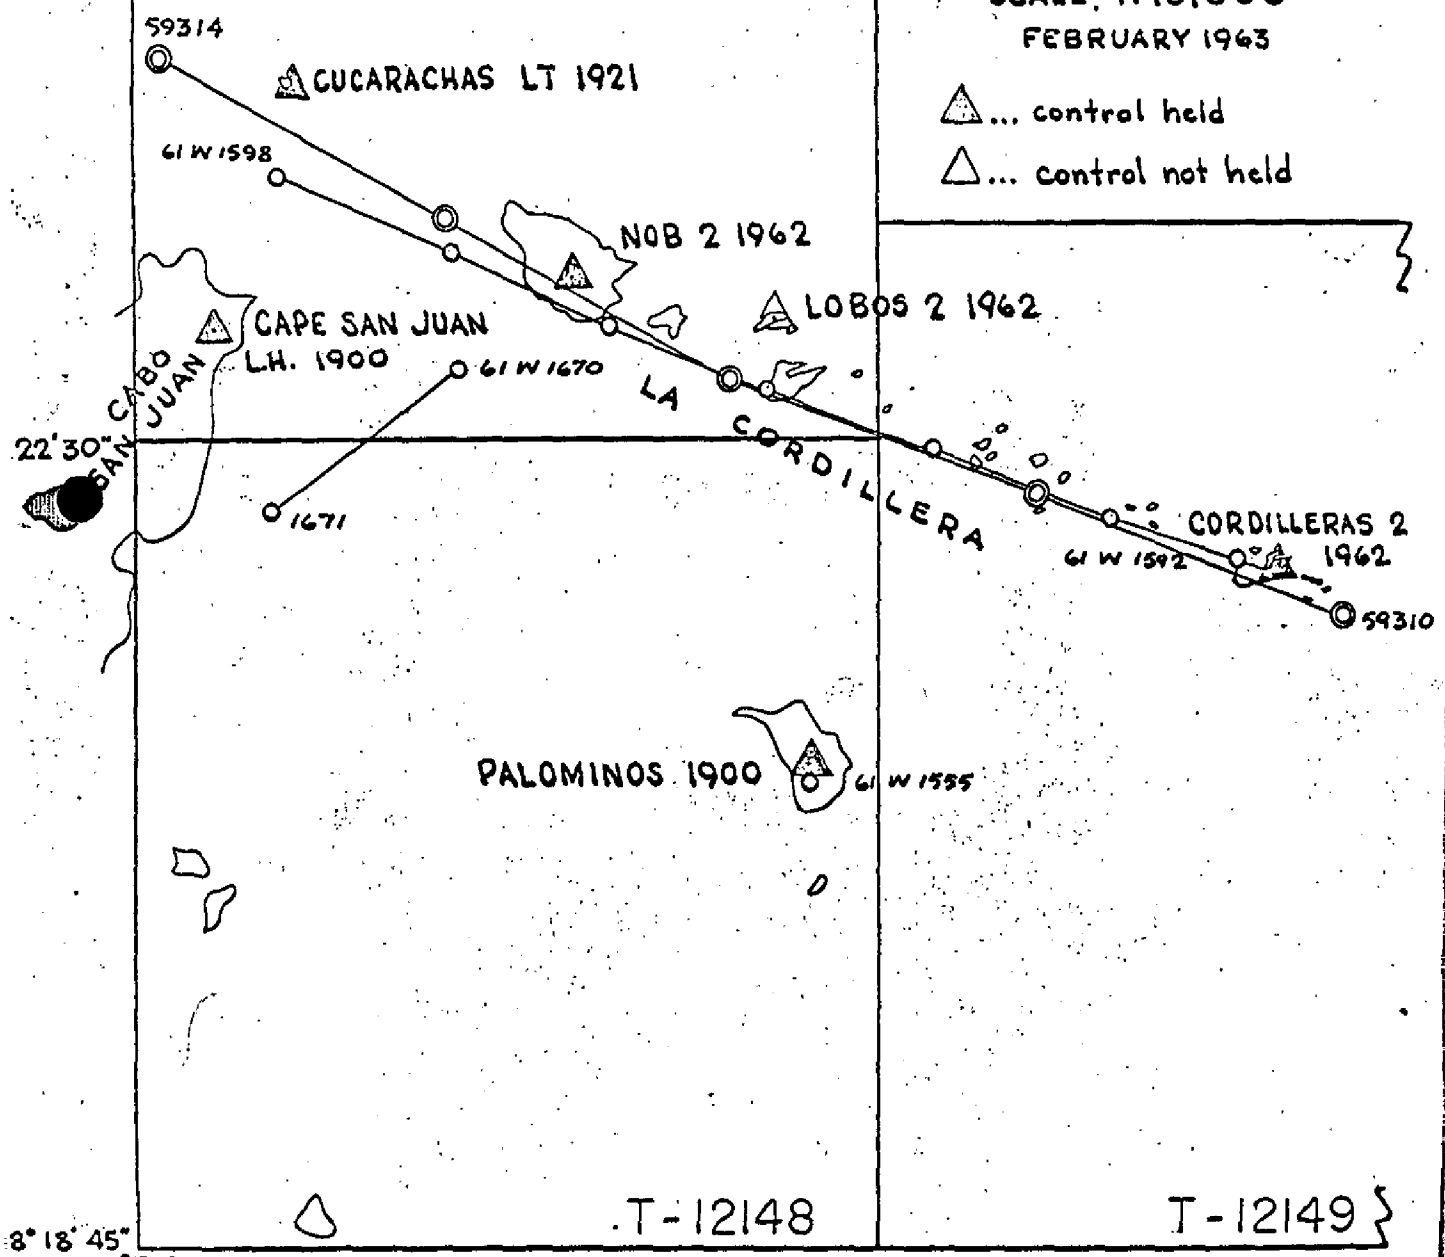 59314
FEBRUARY 1963
CUCARACHAS LT 1921
... control held
61 W 1598
... control not held
NOB 2 1962
LOBOS 2 1962
CAPE SAN JUAN
L.H. 1900
CABO
SAN JUAN
61 W 1670
LA CORDILLERA
22'30"
1671
CORDILLERAS 2
1962
61 W 1592
59310
PALOMINOS 1900
61 W 1555
T-12148
T-12149
8° 18' 45"